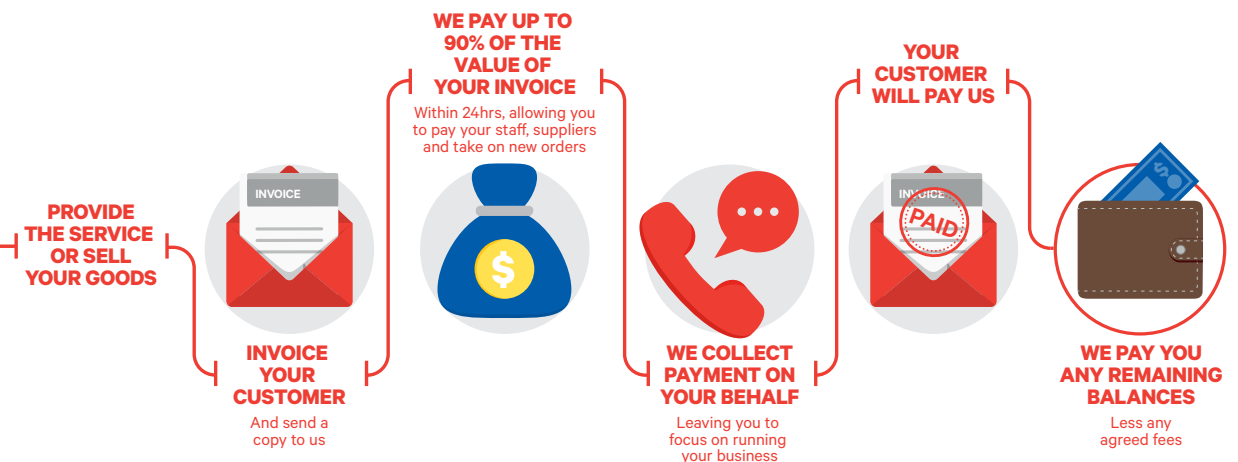 PROVIDE
THE SERVICE
OR SELL
YOUR GOODS
INVOICE
INVOICE
YOUR
CUSTOMER
And send a
copy to us
WE PAY UP TO
90% OF THE
VALUE OF
YOUR INVOICE
Within 24hrs, allowing you
to pay your staff, suppliers
and take on new orders
$
WE COLLECT
PAYMENT ON
YOUR BEHALF
Leaving you to
focus on running
your business
YOUR
CUSTOMER
WILL PAY US
INVOICE
PAID
$
WE PAY YOU
ANY REMAINING
BALANCES
Less any
agreed fees